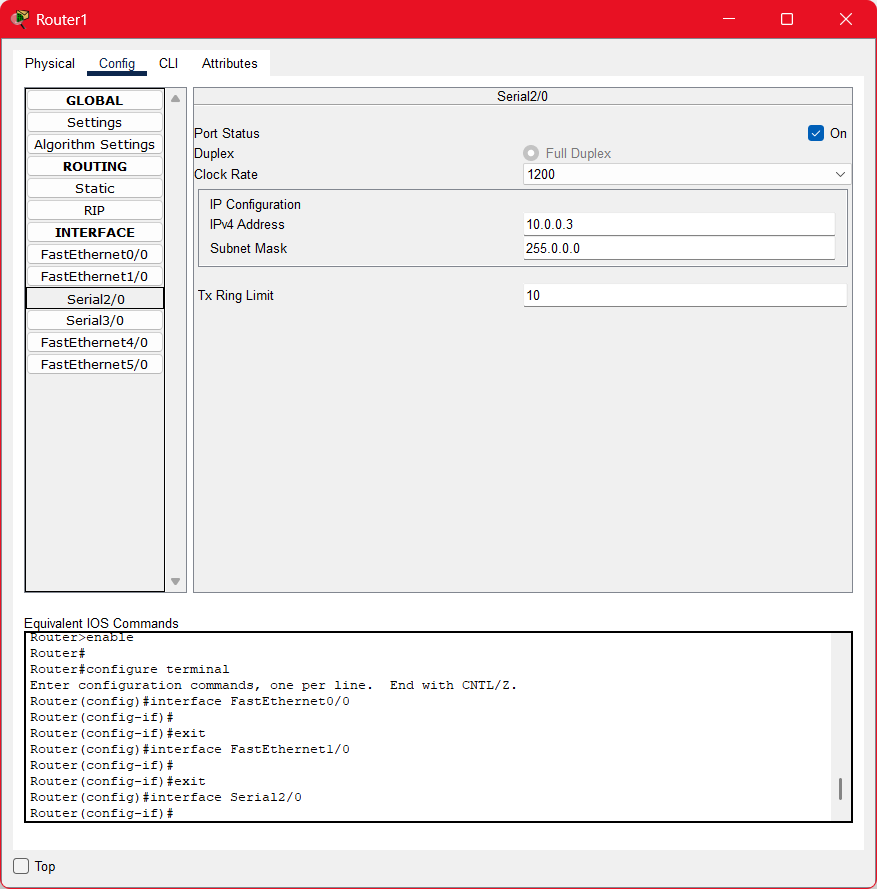 Router1
Physical Config CLI Attributes
GLOBAL
Settings
Algorithm Settings
ROUTING
Static
RIP
INTERFACE
FastEthernet0/0
FastEthernet1/0
Serial2/0
Serial3/0
FastEthernet4/0
FastEthernet5/0
Serial2/0
Port Status On
Duplex Full Duplex
Clock Rate 1200
IP Configuration
IPv4 Address 10.0.0.3
Subnet Mask 255.0.0.0
Tx Ring Limit 10
Equivalent IOS Commands
Router>enable
Router#
Router#configure terminal
Enter configuration commands, one per line.  End with CNTL/Z.
Router(config)#interface FastEthernet0/0
Router(config-if)#
Router(config-if)#exit
Router(config)#interface FastEthernet1/0
Router(config-if)#
Router(config-if)#exit
Router(config)#interface Serial2/0
Router(config-if)#
Top